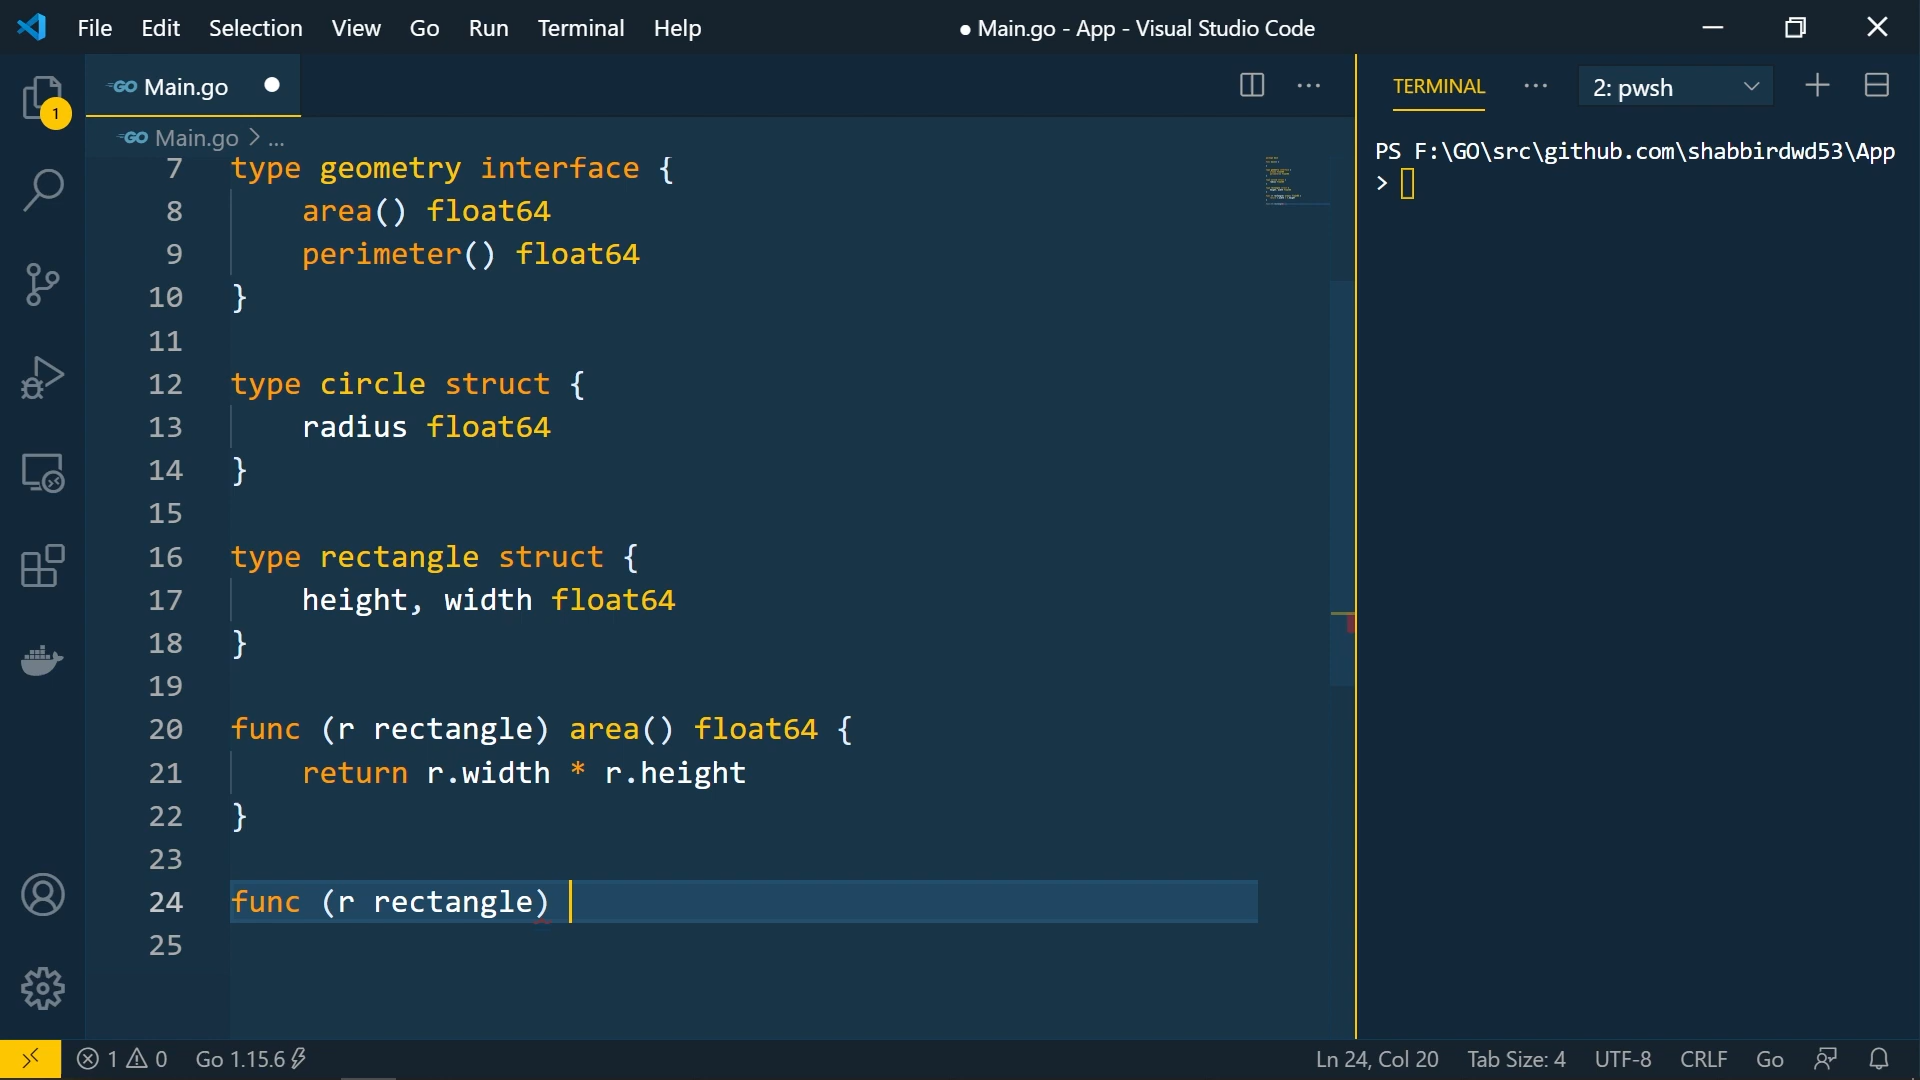 File Edit Selection View Go Run Terminal Help
● Main.go - App - Visual Studio Code
GO Main.go ●
GO Main.go > ...
1
7 type geometry interface {
8 area() float64
9 perimeter() float64
10 }
11
12 type circle struct {
13 radius float64
14 }
15
16 type rectangle struct {
17 height, width float64
18 }
19
20 func (r rectangle) area() float64 {
21 return r.width * r.height
22 }
23
24 func (r rectangle)
25
TERMINAL ... 2: pwsh
PS F:\GO\src\github.com\shabbirdwd53\App
>
1 0 Go 1.15.6
Ln 24, Col 20 Tab Size: 4 UTF-8 CRLF Go